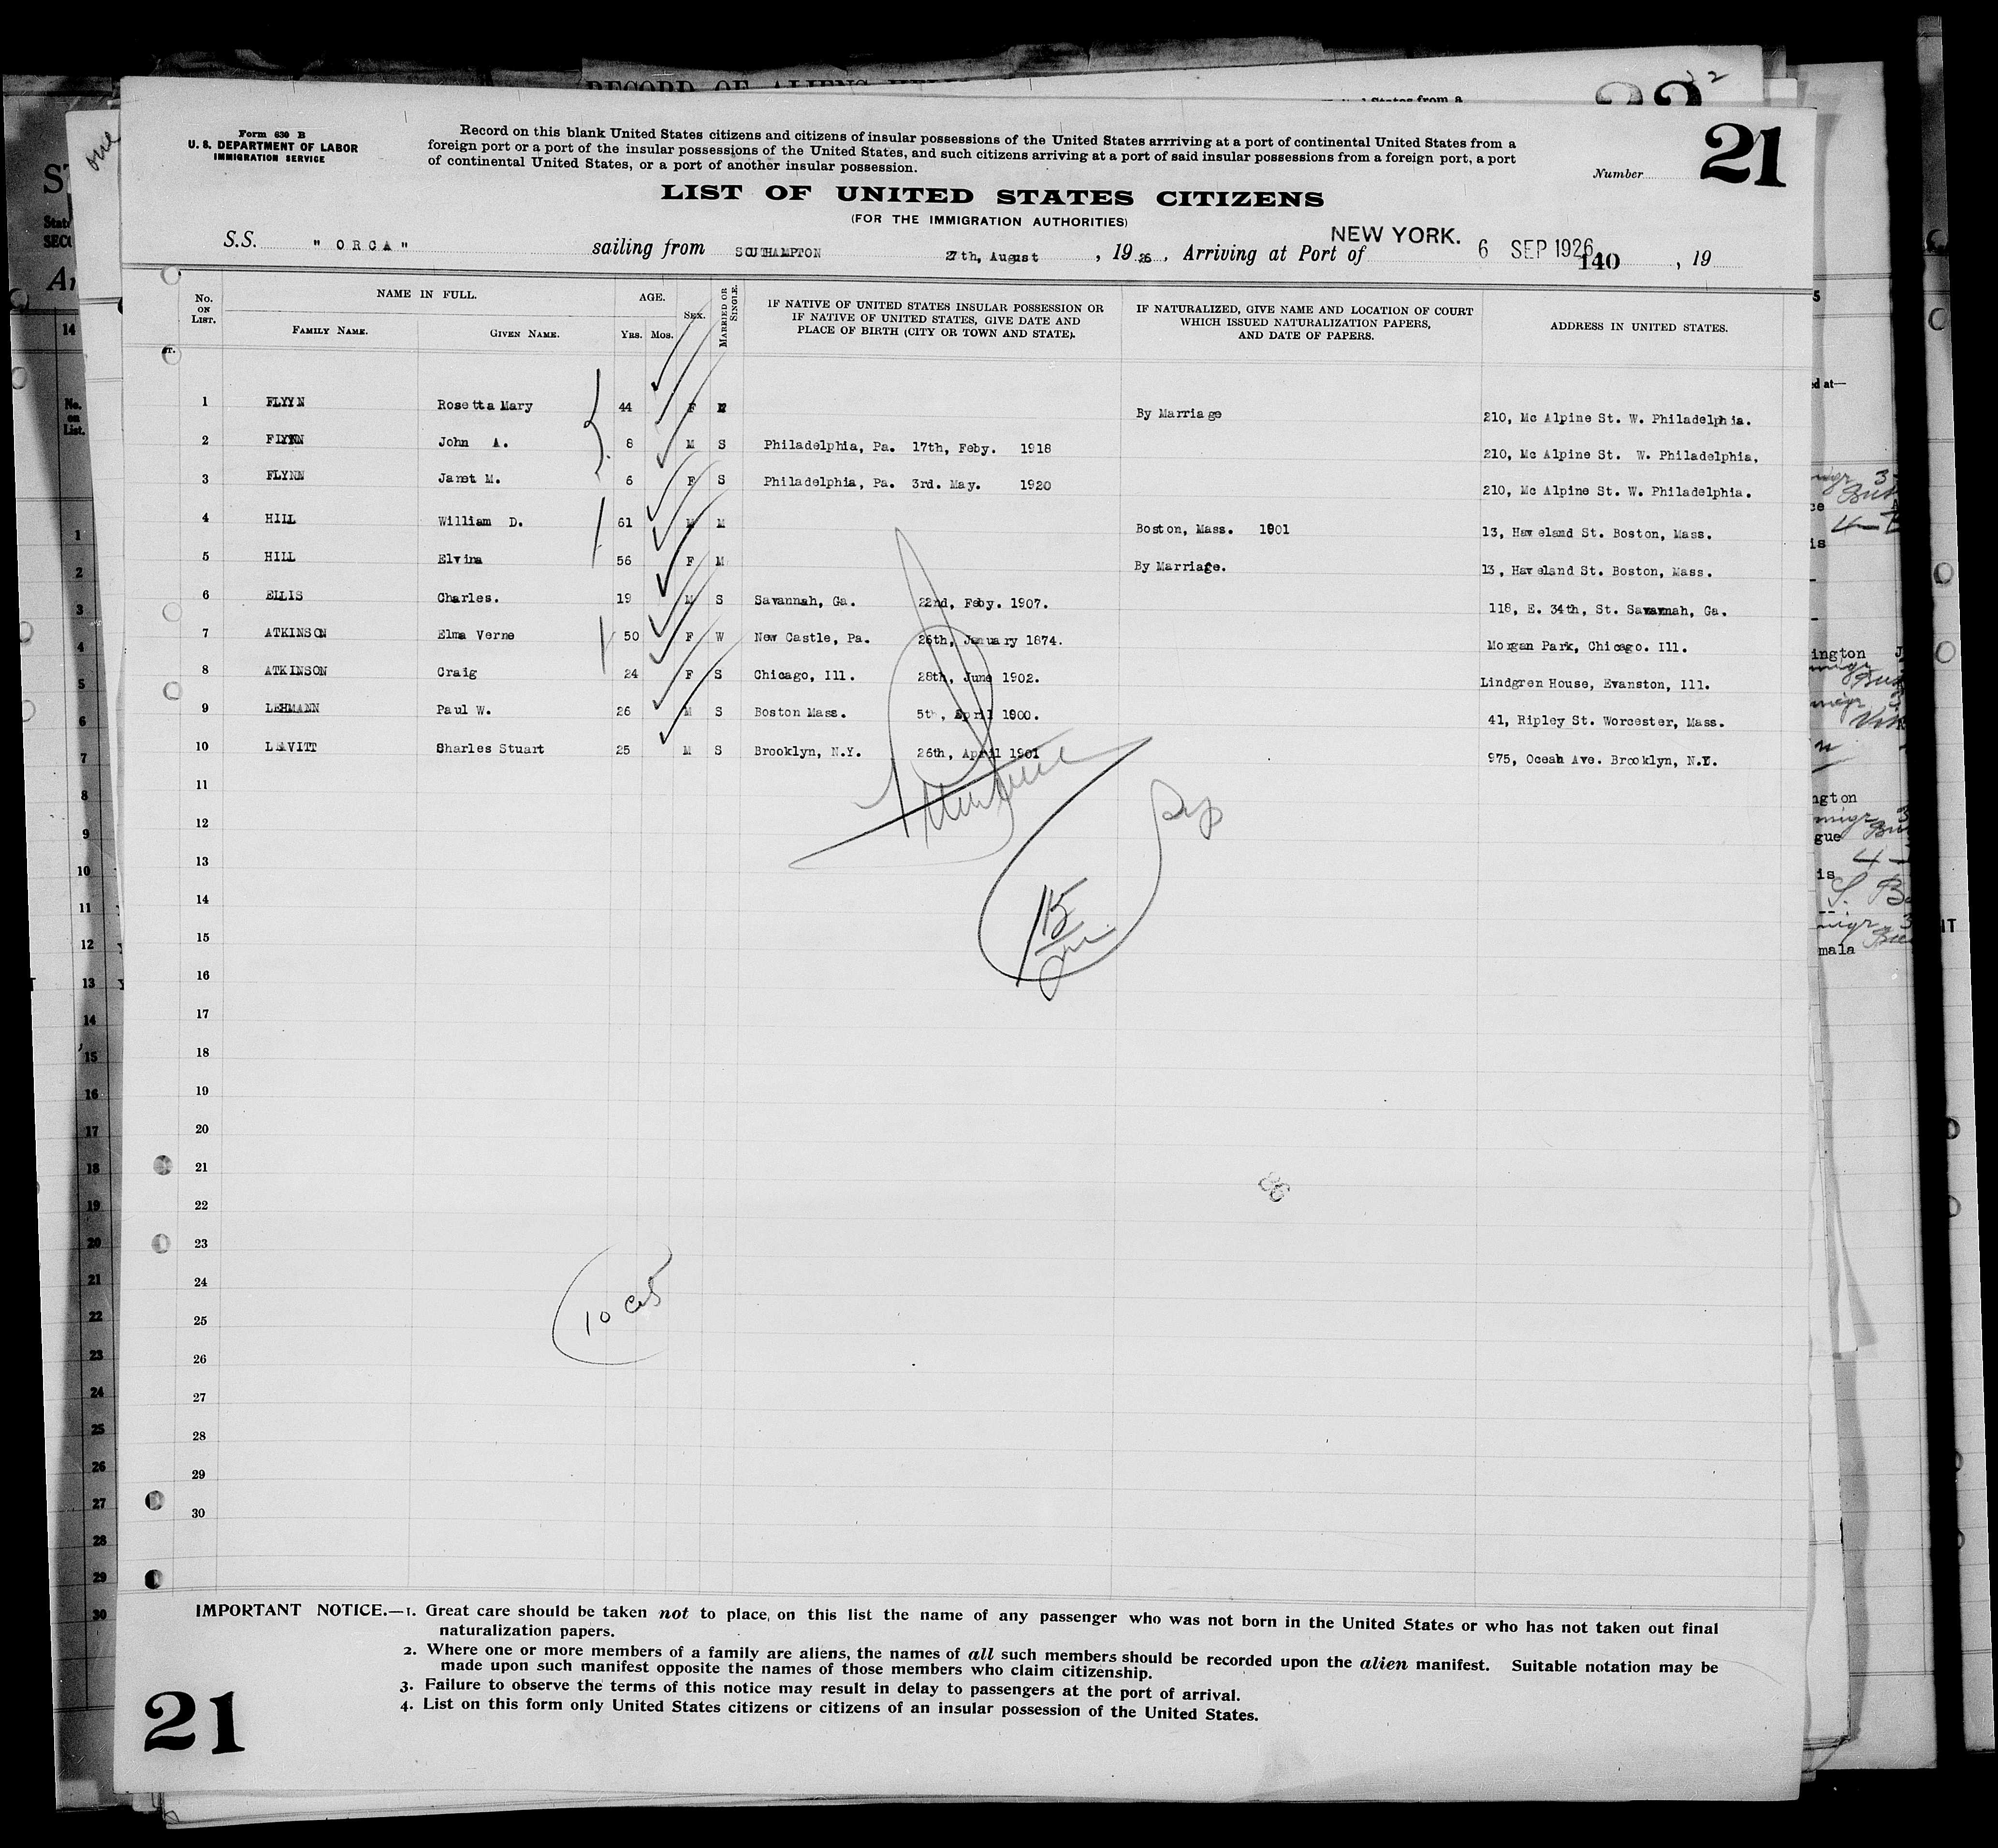 RECORD OF ALIENS
32
Form 630 B
U. S. DEPARTMENT OF LABOR
IMMIGRATION SERVICE
Record on this blank United States citizens and citizens of insular possessions of the United States arrriving at a port of continental United States from a
foreign port or a port of the insular possessions of the United States, and such citizens arriving at a port of said insular possessions from a foreign port, a port
of continental United States, or a port of another insular possession.
Number
21
LIST OF UNITED STATES CITIZENS
(FOR THE IMMIGRATION AUTHORITIES)
S.S. " ORCA " sailing from SOUTHAMPTON 27th, August , 19 26 , Arriving at Port of NEW YORK. 6 SEP 1926 140 , 19
No. ON LIST. NAME IN FULL. FAMILY NAME. GIVEN NAME. AGE. YRS. MOS. SEX. MARRIED OR SINGLE. IF NATIVE OF UNITED STATES INSULAR POSSESSION OR IF NATIVE OF UNITED STATES, GIVE DATE AND PLACE OF BIRTH (CITY OR TOWN AND STATE). IF NATURALIZED, GIVE NAME AND LOCATION OF COURT WHICH ISSUED NATURALIZATION PAPERS, AND DATE OF PAPERS. ADDRESS IN UNITED STATES.
1 FLYYN Rosetta Mary 44 F M By Marriage 210, Mc Alpine St. W. Philadelphia.
2 FLYNN John A. 8 M S Philadelphia, Pa. 17th, Feby. 1918 210, Mc Alpine St. W. Philadelphia,
3 FLYNN Janet M. 6 F S Philadelphia, Pa. 3rd. May. 1920 210, Mc Alpine St. W. Philadelphia.
4 HILL William D. 61 M M Boston, Mass. 1901 13, Haveland St. Boston, Mass.
5 HILL Elvina 56 F M By Marriage. 13, Haveland St. Boston, Mass.
6 ELLIS Charles. 19 M S Savannah, Ga. 22nd, Feby. 1907. 118, E. 34th, St. Savannah, Ga.
7 ATKINSON Elma Verne 50 F W New Castle, Pa. 26th, January 1874. Morgan Park, Chicago. Ill.
8 ATKINSON Craig 24 F S Chicago, Ill. 28th, June 1902. Lindgren House, Evanston, Ill.
9 LEHMANN Paul W. 26 M S Boston Mass. 5th, April 1900. 41, Ripley St. Worcester, Mass.
10 LEAVITT Sharles Stuart 25 M S Brooklyn, N.Y. 26th, April 1901 975, Ocean Ave. Brooklyn, N.Y.
11
12
13
14
15
16
17
18
19
20
21
22
23
24
25
26
27
28
29
30
10 Cit
IMPORTANT NOTICE.—1. Great care should be taken not to place, on this list the name of any passenger who was not born in the United States or who has not taken out final
naturalization papers.
2. Where one or more members of a family are aliens, the names of all such members should be recorded upon the alien manifest. Suitable notation may be
made upon such manifest opposite the names of those members who claim citizenship.
3. Failure to observe the terms of this notice may result in delay to passengers at the port of arrival.
4. List on this form only United States citizens or citizens of an insular possession of the United States.
21